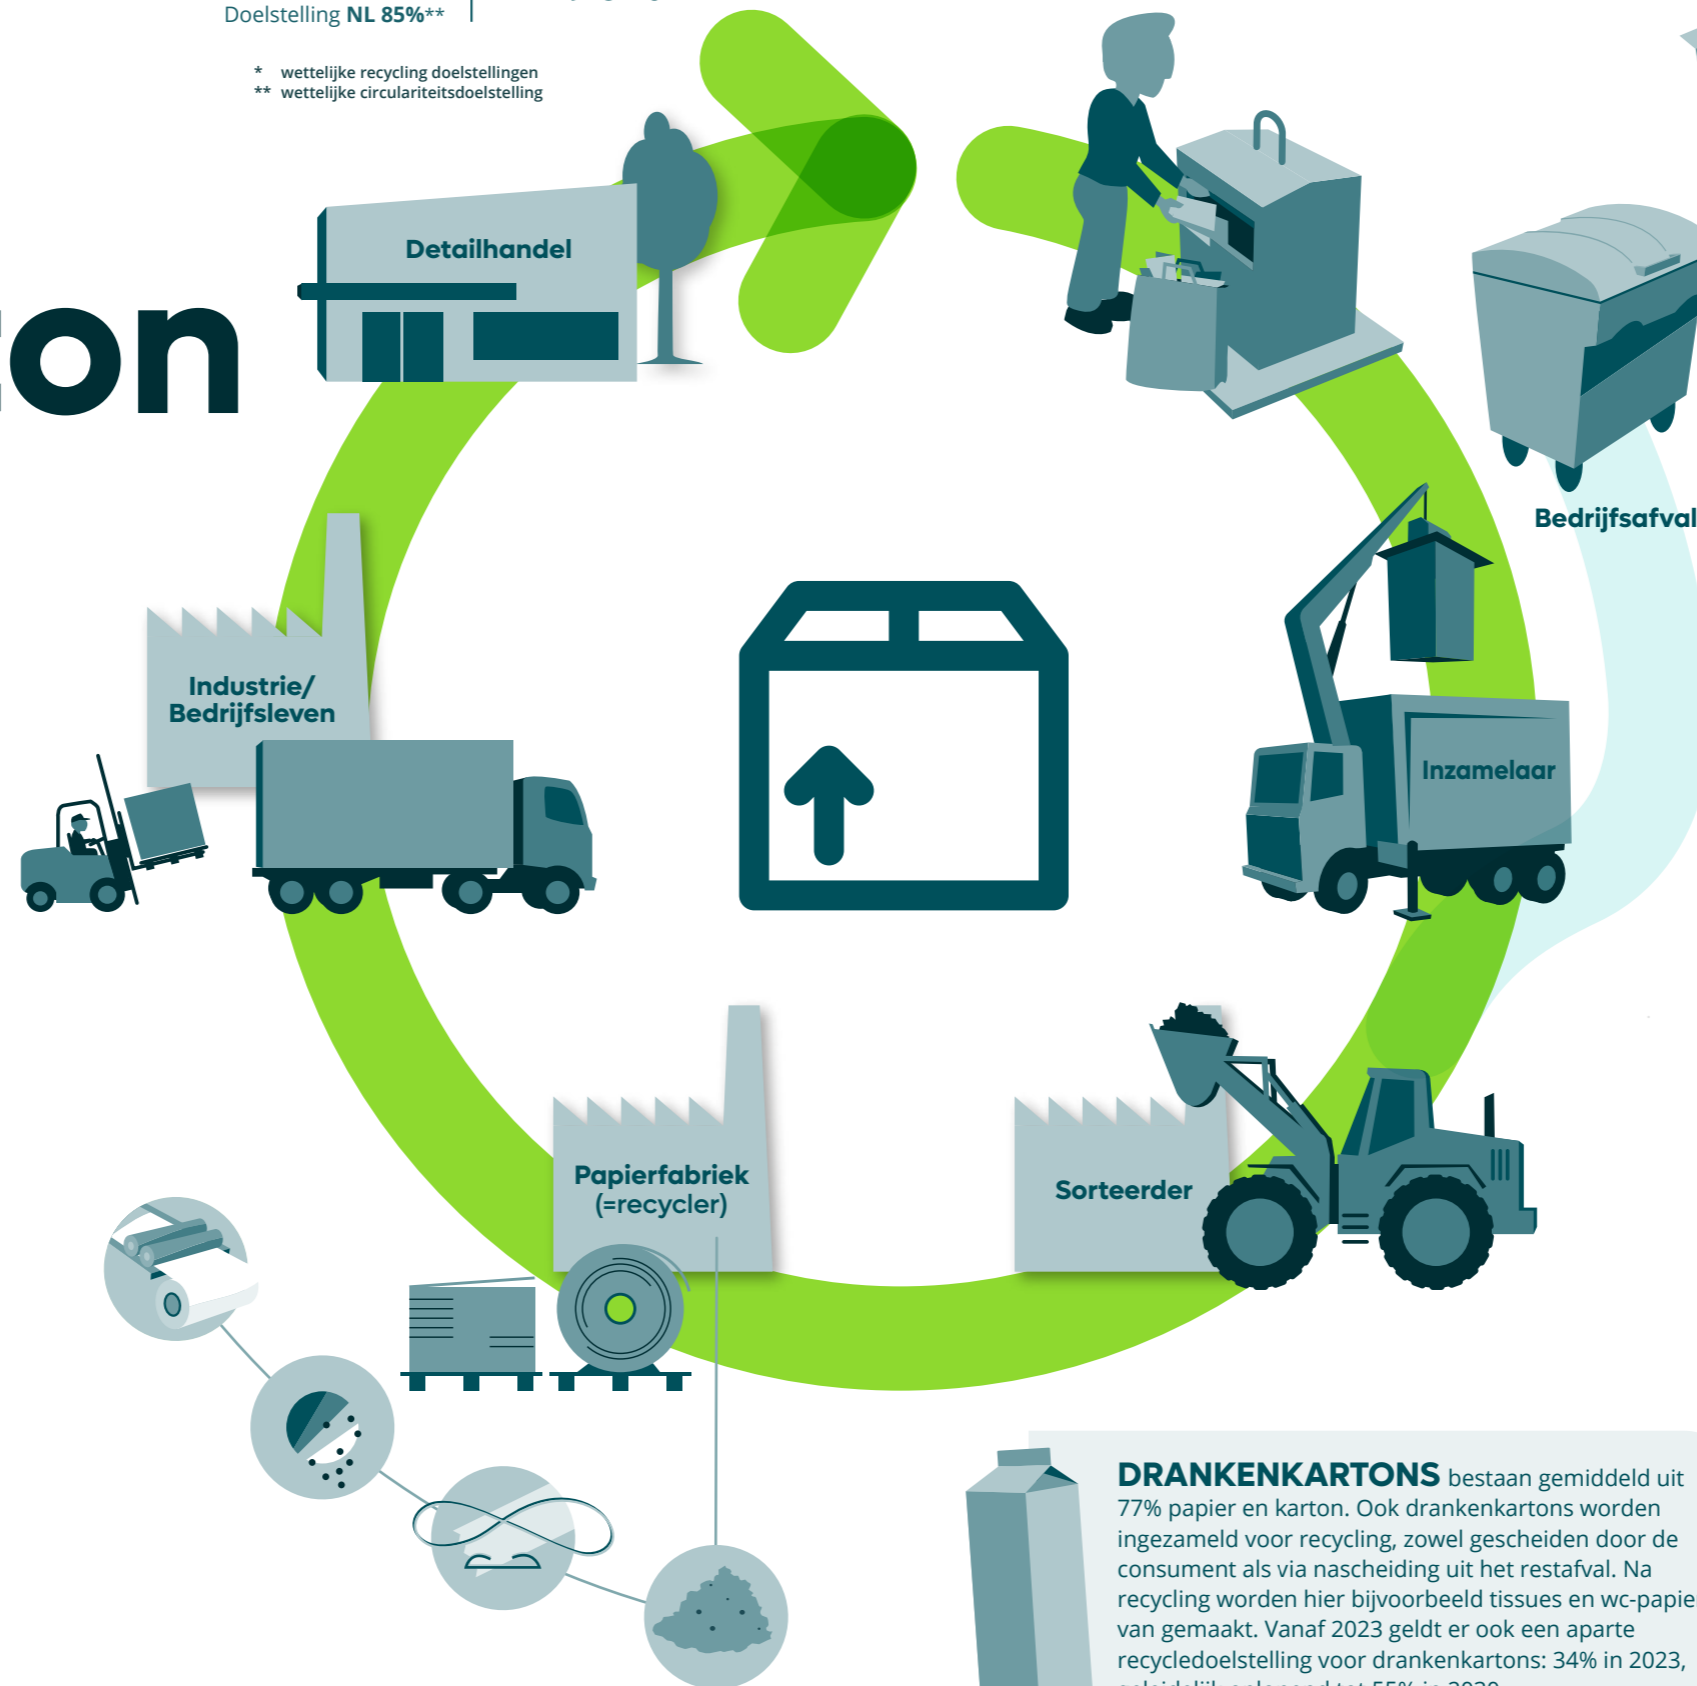 Doelstelling NL 85%**
* wettelijke recycling doelstellingen
** wettelijke circulariteitsdoelstelling
Detailhandel
ton
Bedrijfsafval
Industrie/
Bedrijfsleven
Inzamelaar
Papierfabriek
(=recycler)
Sorteerder
DRANKENKARTONS bestaan gemiddeld uit
77% papier en karton. Ook drankenkartons worden
ingezameld voor recycling, zowel gescheiden door de
consument als via nascheiding uit het restafval. Na
recycling worden hier bijvoorbeeld tissues en wc-papier
van gemaakt. Vanaf 2023 geldt er ook een aparte
recycledoelstelling voor drankenkartons: 34% in 2023,